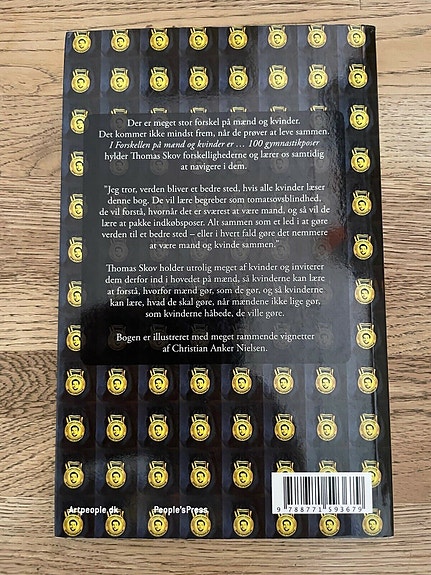 Der er meget stor forskel på mænd og kvinder.
Det kommer ikke mindst frem, når de prøver at leve sammen.
I Forskellen på mand og kvinder er ... 100 gymnastikposer
hylder Thomas Skov forskellighederne og lærer os samtidig
at navigere i dem.
"Jeg tror, verden bliver et bedre sted, hvis alle kvinder læser
denne bog. De vil lære begreber som tomatsovsblindhed,
de vil forstå, hvornår det er sværest at være mand, og så vil de
lære at pakke indkøbsposer. Alt sammen som et led i at gøre
verden til et bedre sted – eller i hvert fald gøre det nemmere
at være mand og kvinde sammen."
Thomas Skov holder utrolig meget af kvinder og inviterer
dem derfor ind i hovedet på mænd, så kvinderne kan lære
at forstå, hvorfor mænd gør, som de gør, og så kvinderne
kan lære, hvad de skal gøre, når mændene ikke lige gør,
som kvinderne håbede, de ville gøre.
Bogen er illustreret med meget rammende vignetter
af Christian Anker Nielsen.
Artpeople.dk
People'sPress
9 788771 593679